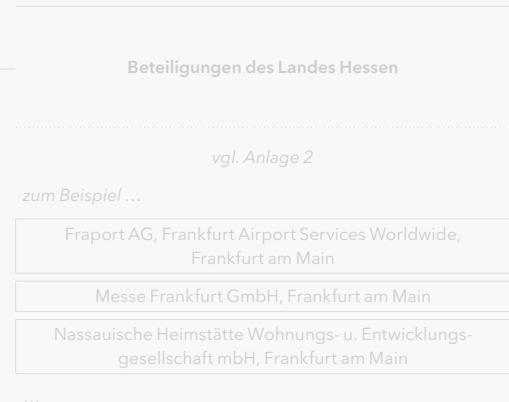 Beteiligungen des Landes Hessen
vgl. Anlage 2
zum Beispiel …
Fraport AG, Frankfurt Airport Services Worldwide,
Frankfurt am Main
Messe Frankfurt GmbH, Frankfurt am Main
Nassauische Heimstätte Wohnungs- u. Entwicklungs-
gesellschaft mbH, Frankfurt am Main
…